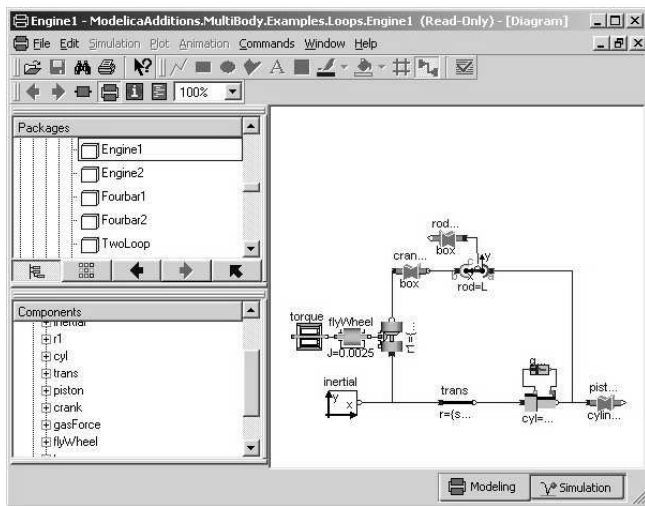 Engine1 - ModelicaAdditions.MultiBody.Examples.Loops.Engine1 (Read-Only) - [Diagram]
File Edit Simulation Plot Animation Commands Window Help
100%
Packages
Engine1
Engine2
Fourbar1
Fourbar2
TwoLoop
Components
inertial
r1
cyl
trans
piston
crank
gasForce
flyWheel
rod...
box
y
cran...
box
x
rod=L
torque
flyWheel
J=0.0025
inertial
y
x
trans
r={s...
g
cyl=...
pist...
cylin...
Modeling
Simulation